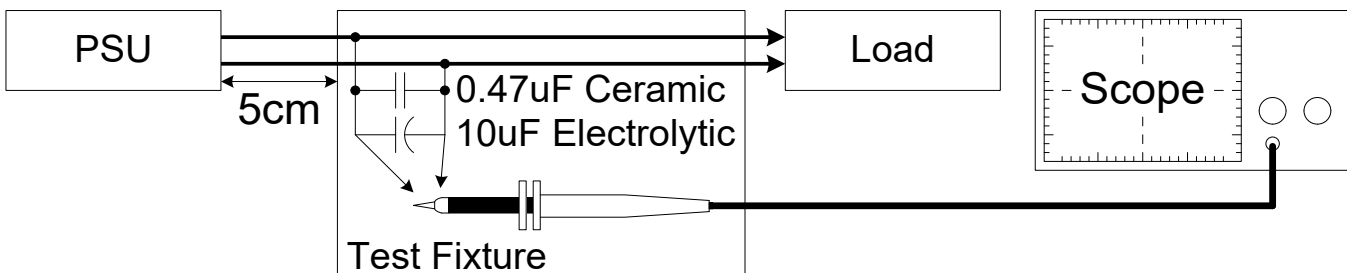 PSU
Load
Scope
5cm
0.47uF Ceramic
10uF Electrolytic
Test Fixture